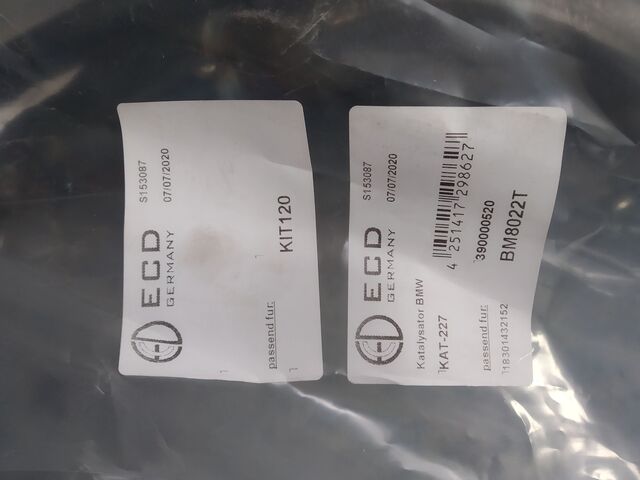 ECD
GERMANY
S153087
07/07/2020
KIT120
passend fur:
ECD
GERMANY
S153087
07/07/2020
Katalysator BMW
KAT-227
4 251417 298627
390000520
passend fur:
BM8022T
18301432152